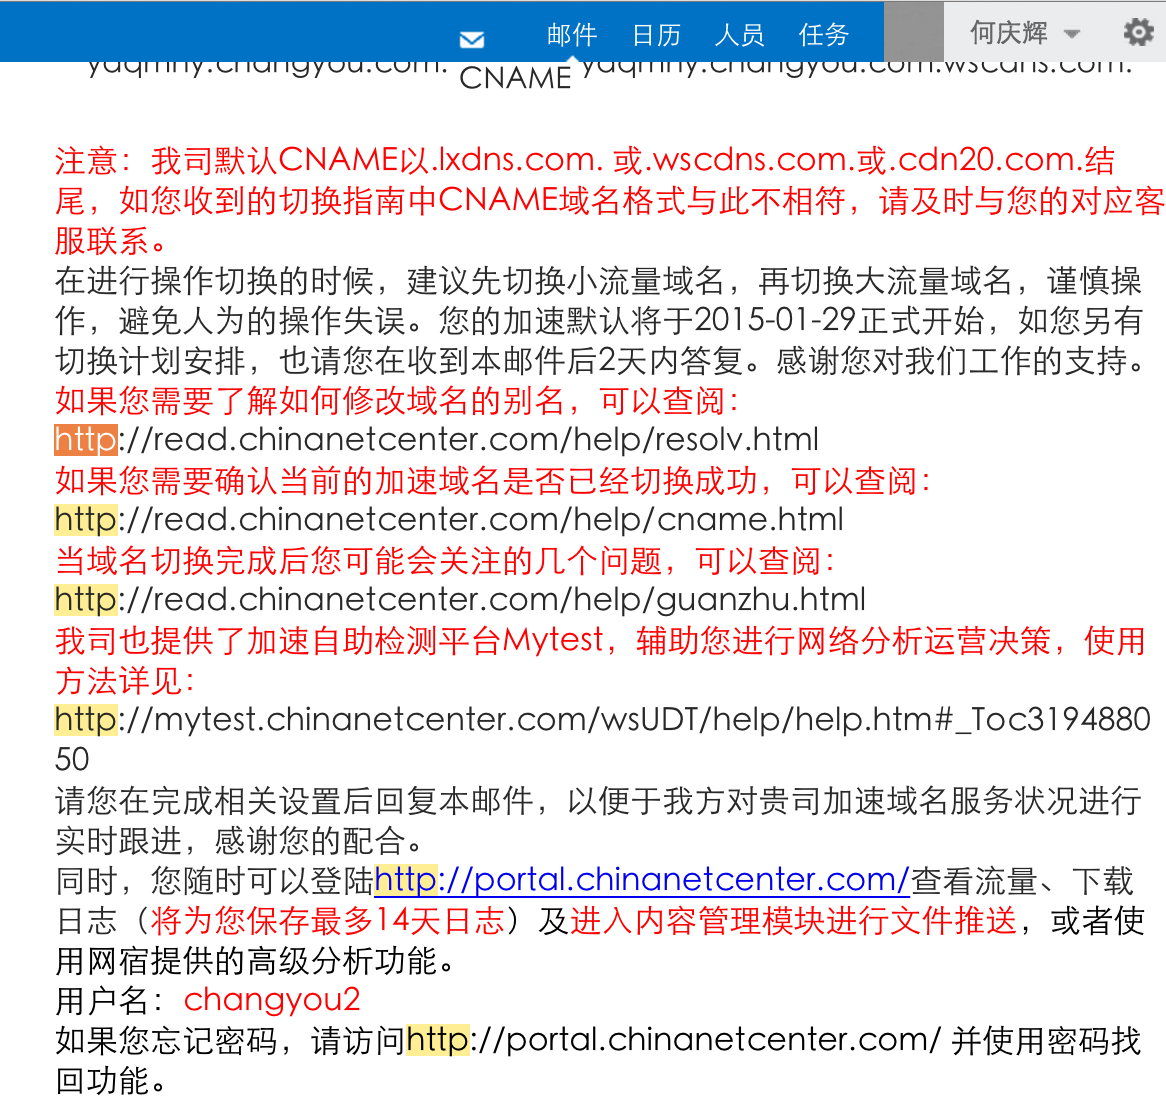 邮件 日历 人员 任务 何庆辉
yaqmny.changyou.com. CNAME yaqmny.changyou.com.wscdns.com.
注意：我司默认CNAME以.lxdns.com. 或.wscdns.com.或.cdn20.com.结
尾，如您收到的切换指南中CNAME域名格式与此不相符，请及时与您的对应客
服联系。
在进行操作切换的时候，建议先切换小流量域名，再切换大流量域名，谨慎操
作，避免人为的操作失误。您的加速默认将于2015-01-29正式开始，如您另有
切换计划安排，也请您在收到本邮件后2天内答复。感谢您对我们工作的支持。
如果您需要了解如何修改域名的别名，可以查阅：
http://read.chinanetcenter.com/help/resolv.html
如果您需要确认当前的加速域名是否已经切换成功，可以查阅：
http://read.chinanetcenter.com/help/cname.html
当域名切换完成后您可能会关注的几个问题，可以查阅：
http://read.chinanetcenter.com/help/guanzhu.html
我司也提供了加速自助检测平台Mytest，辅助您进行网络分析运营决策，使用
方法详见：
http://mytest.chinanetcenter.com/wsUDT/help/help.htm#_Toc3194880
50
请您在完成相关设置后回复本邮件，以便于我方对贵司加速域名服务状况进行
实时跟进，感谢您的配合。
同时，您随时可以登陆http://portal.chinanetcenter.com/查看流量、下载
日志（将为您保存最多14天日志）及进入内容管理模块进行文件推送，或者使
用网宿提供的高级分析功能。
用户名：changyou2
如果您忘记密码，请访问http://portal.chinanetcenter.com/ 并使用密码找
回功能。